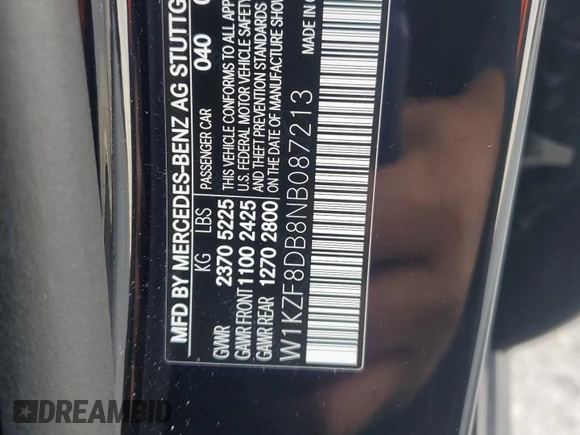 MFD BY MERCEDES-BENZ AG STUTTG
040
KG LBS PASSENGER CAR
GVWR 2370 5225
GAWR FRONT 1100 2425
GAWR REAR 1270 2800
THIS VEHICLE CONFORMS TO ALL APP
U.S. FEDERAL MOTOR VEHICLE SAFETY
AND THEFT PREVENTION STANDARDS
ON THE DATE OF MANUFACTURE SHOW
MADE IN
W1KZF8DB8NB087213
DREAMBID